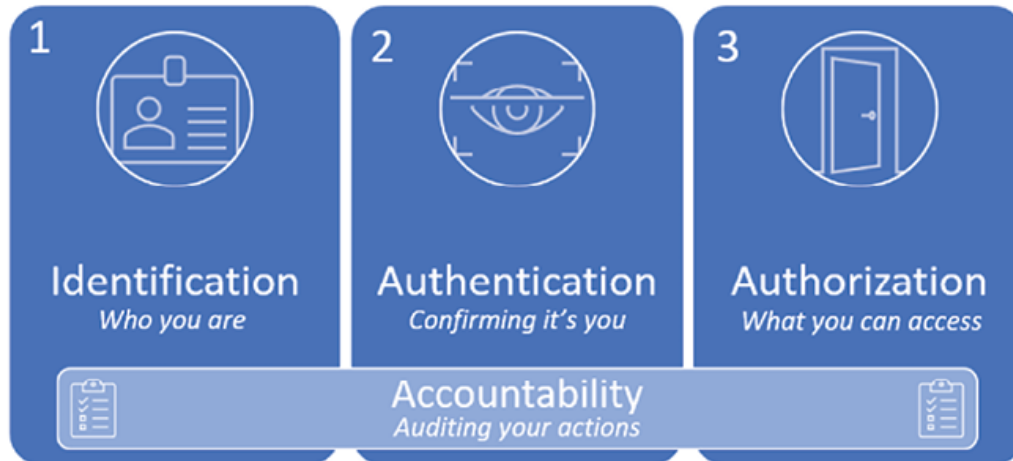 1
Identification
Who you are
2
Authentication
Confirming it's you
3
Authorization
What you can access
Accountability
Auditing your actions